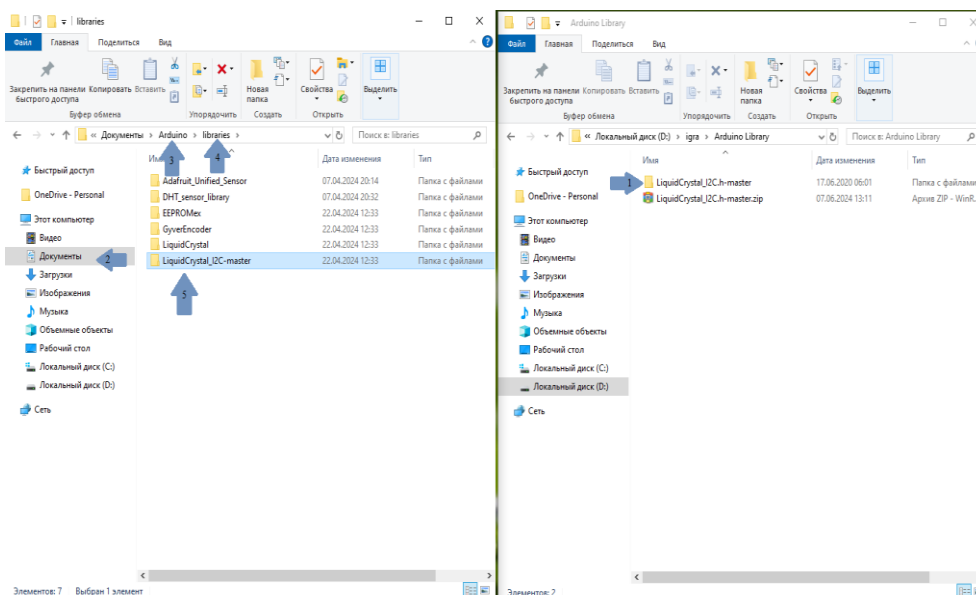 libraries
Файл Главная Поделиться Вид
Закрепить на панели быстрого доступа
Копировать
Вставить
Новая папка
Свойства
Выделить
Буфер обмена Упорядочить Создать Открыть
« Документы › Arduino › libraries ›
Поиск в: libraries
3 4
Дата изменения Тип
Быстрый доступ
OneDrive - Personal
Этот компьютер
Видео
Документы 2
Загрузки
Изображения
Музыка
Объемные объекты
Рабочий стол
Локальный диск (C:)
Локальный диск (D:)
Сеть
Adafruit_Unified_Sensor 07.04.2024 20:14 Папка с файлами
DHT_sensor_library 07.04.2024 20:32 Папка с файлами
EEPROMex 22.04.2024 12:33 Папка с файлами
GyverEncoder 22.04.2024 12:33 Папка с файлами
LiquidCrystal 22.04.2024 12:33 Папка с файлами
LiquidCrystal_I2C-master 22.04.2024 12:33 Папка с файлами
5
Элементов: 7 Выбран 1 элемент
Arduino Library
Файл Главная Поделиться Вид
Закрепить на панели быстрого доступа
Копировать
Вставить
Новая папка
Свойства
Выделить
Буфер обмена Упорядочить Создать Открыть
« Локальный диск (D:) › igra › Arduino Library
Поиск в: Arduino Library
Имя Дата изменения Тип
Быстрый доступ
OneDrive - Personal
Этот компьютер
Видео
Документы
Загрузки
Изображения
Музыка
Объемные объекты
Рабочий стол
Локальный диск (C:)
Локальный диск (D:)
Сеть
1 LiquidCrystal_I2C.h-master 17.06.2020 06:01 Папка с файлами
LiquidCrystal_I2C.h-master.zip 07.06.2024 13:11 Архив ZIP - WinR
Элементов: 2